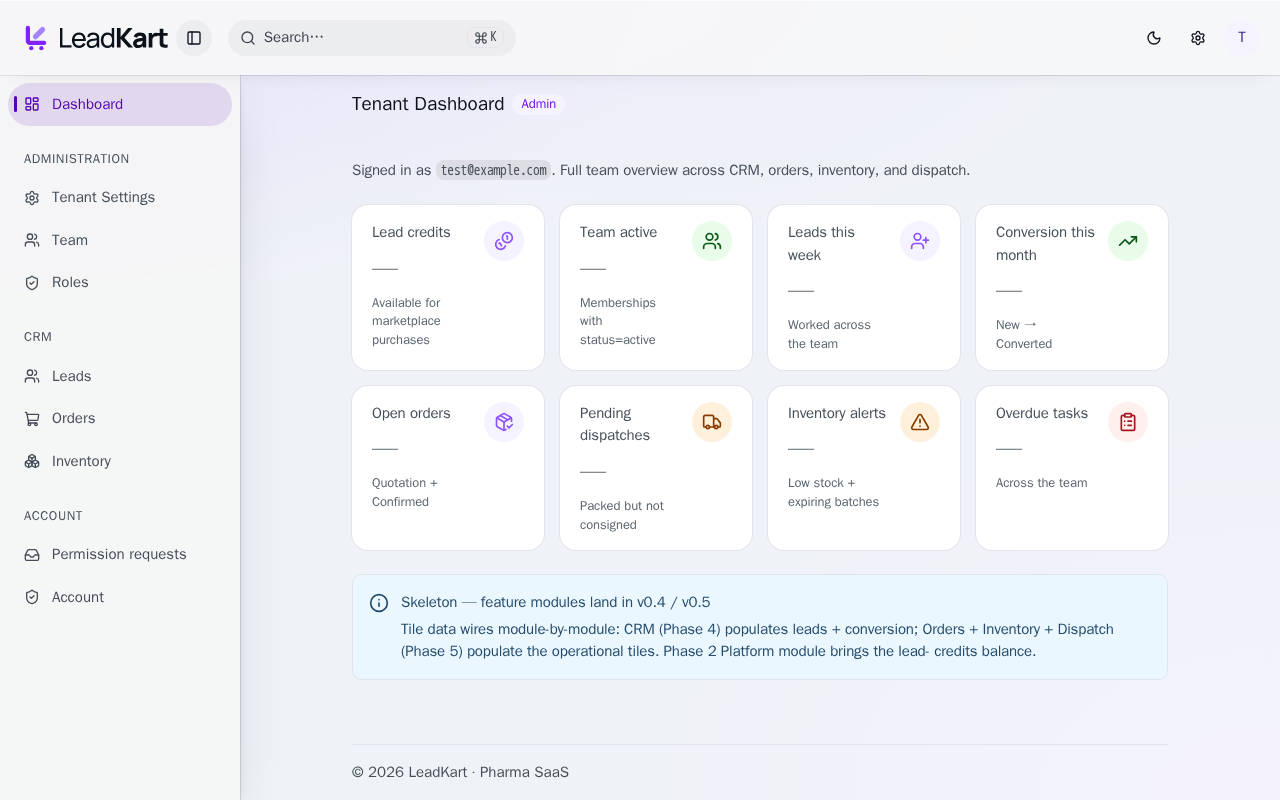 LeadKart
Search…
⌘ K
T
Dashboard
ADMINISTRATION
Tenant Settings
Team
Roles
CRM
Leads
Orders
Inventory
ACCOUNT
Permission requests
Account
Tenant Dashboard
Admin
Signed in as test@example.com. Full team overview across CRM, orders, inventory, and dispatch.
Lead credits
—
Available for
marketplace
purchases
Team active
—
Memberships
with
status=active
Leads this
week
—
Worked across
the team
Conversion this
month
—
New →
Converted
Open orders
—
Quotation +
Confirmed
Pending
dispatches
—
Packed but not
consigned
Inventory alerts
—
Low stock +
expiring batches
Overdue tasks
—
Across the team
Skeleton — feature modules land in v0.4 / v0.5
Tile data wires module-by-module: CRM (Phase 4) populates leads + conversion; Orders + Inventory + Dispatch
(Phase 5) populate the operational tiles. Phase 2 Platform module brings the lead- credits balance.
© 2026 LeadKart · Pharma SaaS